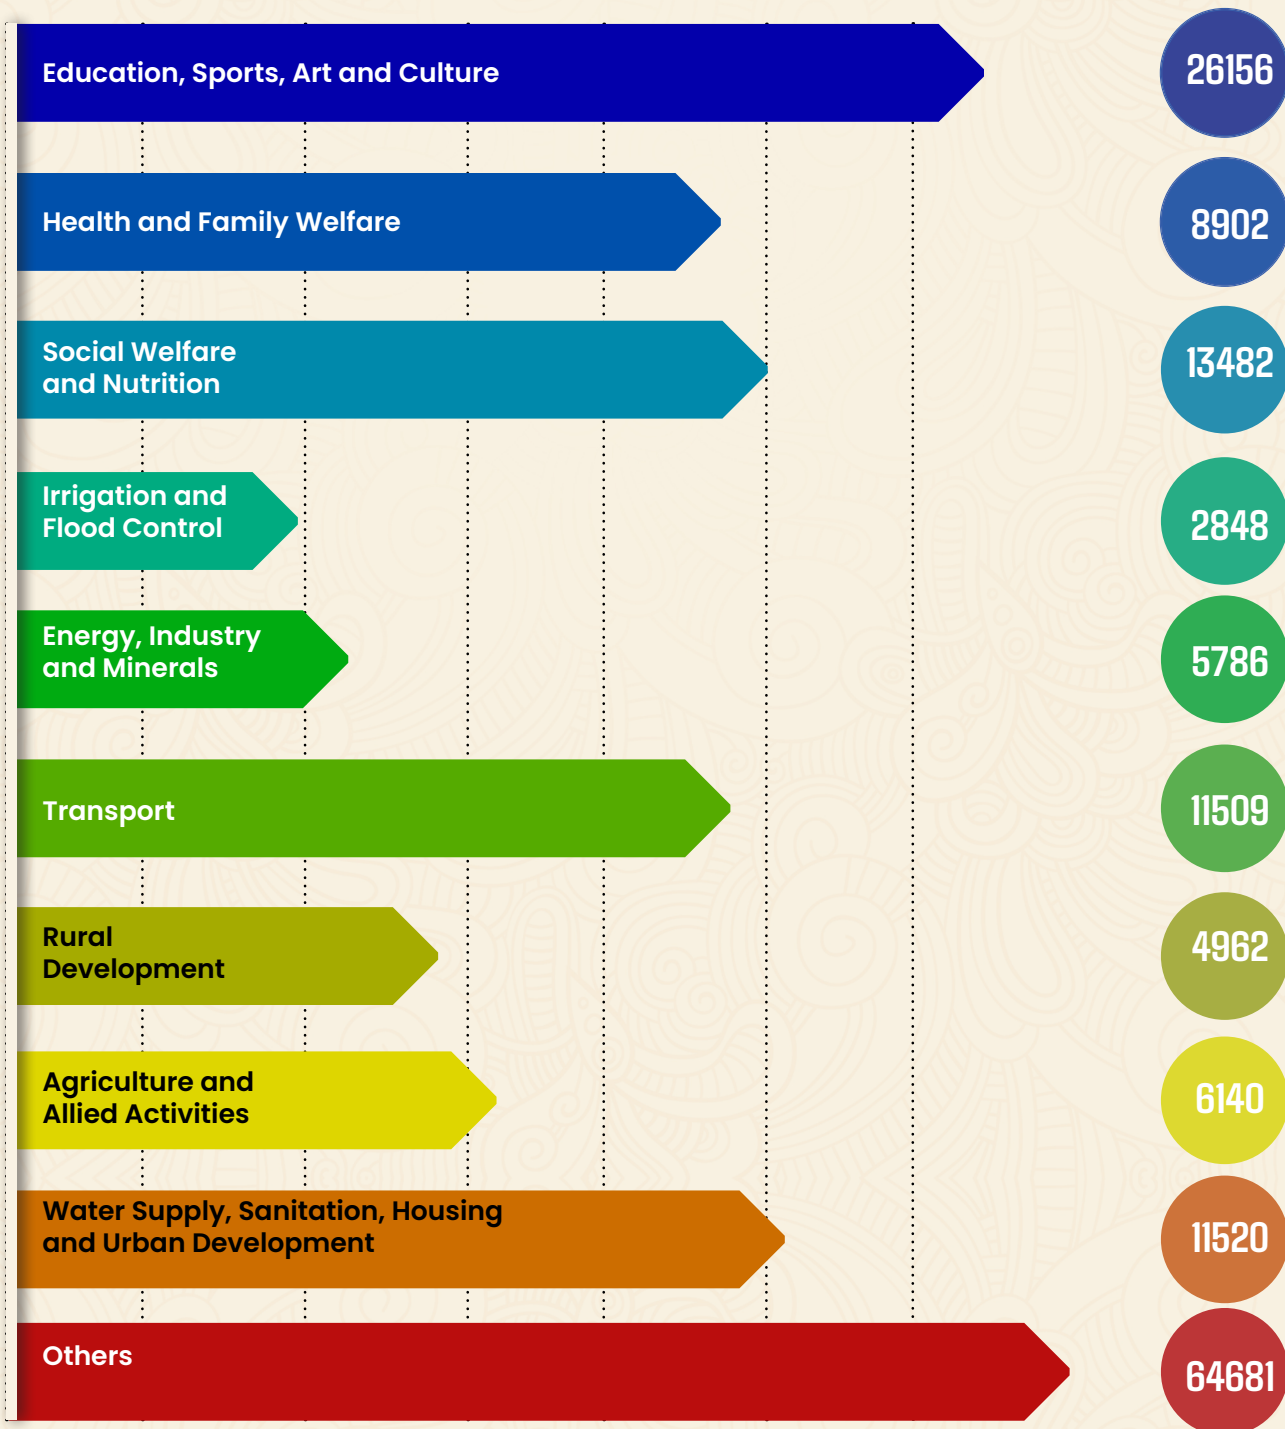 Education, Sports, Art and Culture
26156
Health and Family Welfare
8902
Social Welfare
and Nutrition
13482
Irrigation and
Flood Control
2848
Energy, Industry
and Minerals
5786
Transport
11509
Rural
Development
4962
Agriculture and
Allied Activities
6140
Water Supply, Sanitation, Housing
and Urban Development
11520
Others
64681